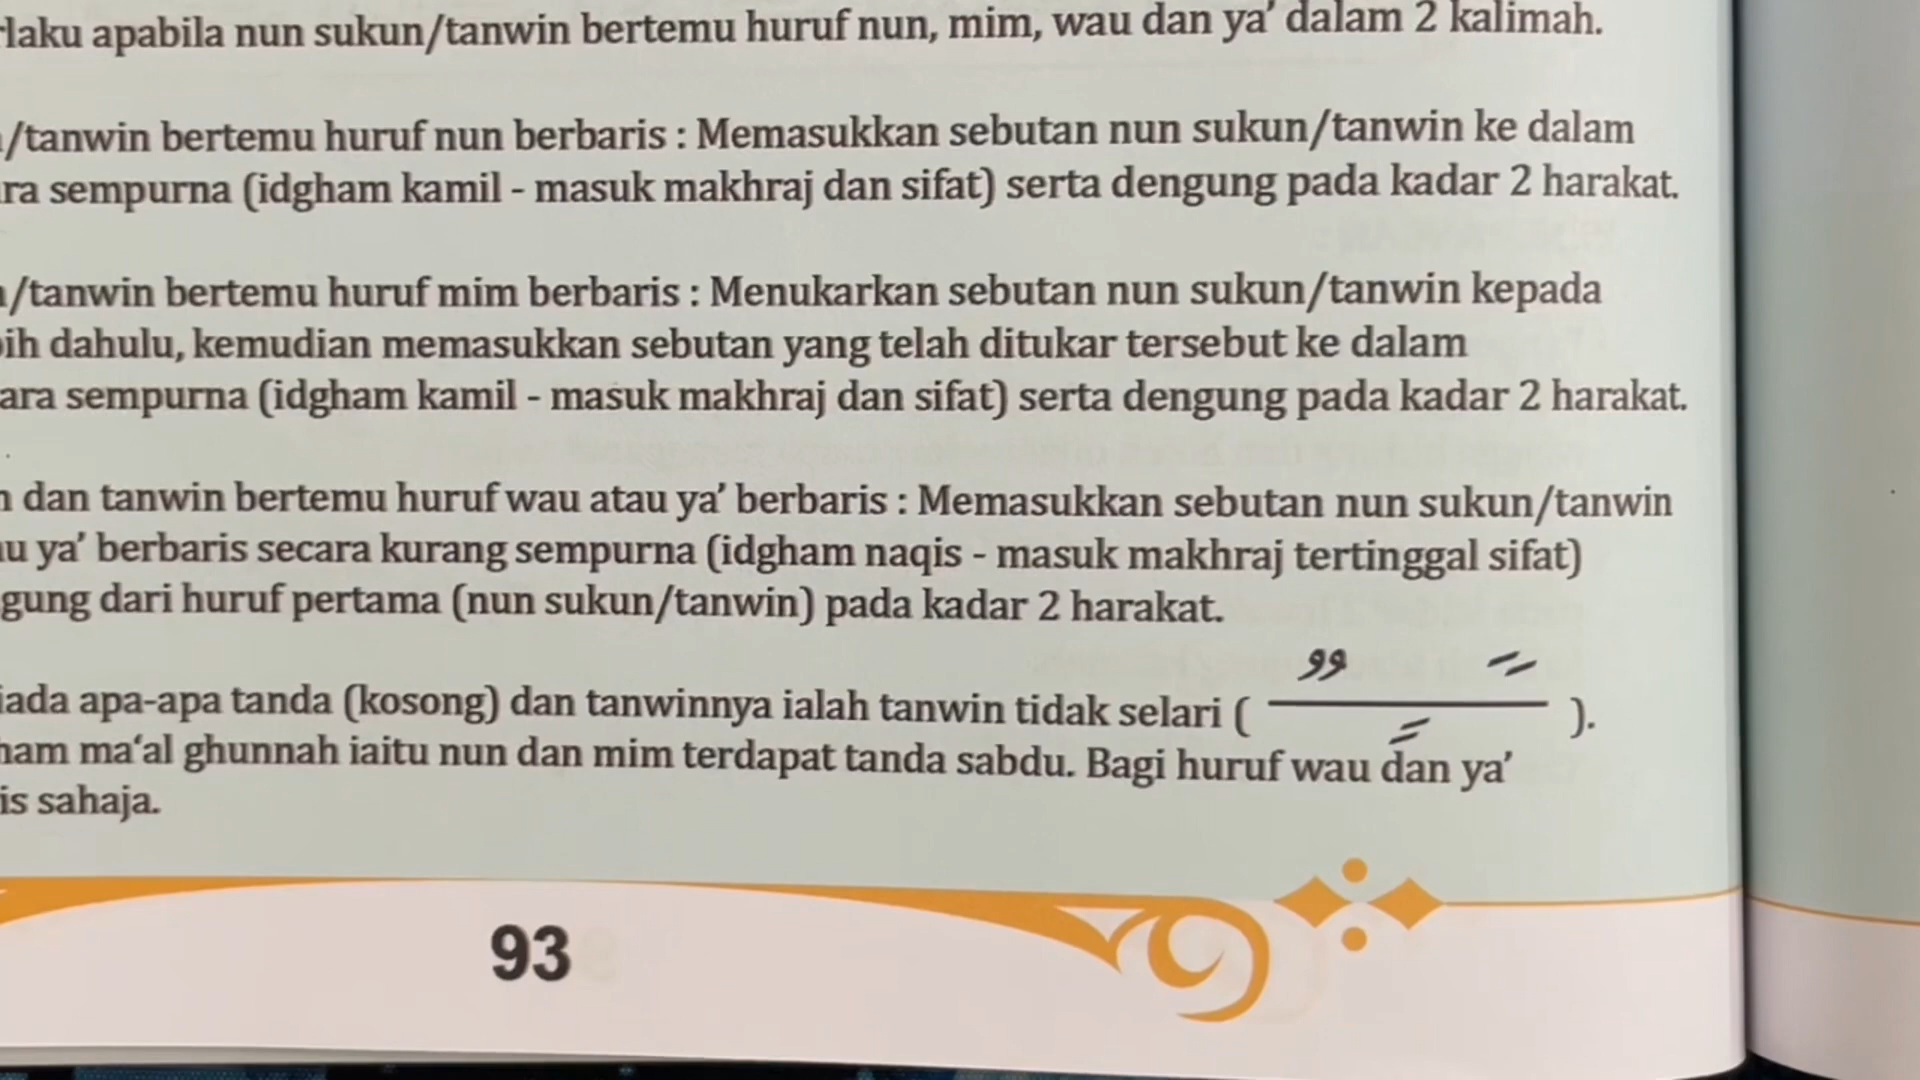 apabila nun sukun/tanwin bertemu huruf nun, mim, wau dan ya’ dalam 2 kalimah.
/tanwin bertemu huruf nun berbaris : Memasukkan sebutan nun sukun/tanwin ke dalam
sempurna (idgham kamil - masuk makhraj dan sifat) serta dengung pada kadar 2 harakat.
/tanwin bertemu huruf mim berbaris : Menukarkan sebutan nun sukun/tanwin kepada
dahulu, kemudian memasukkan sebutan yang telah ditukar tersebut ke dalam
sempurna (idgham kamil - masuk makhraj dan sifat) serta dengung pada kadar 2 harakat.
dan tanwin bertemu huruf wau atau ya’ berbaris : Memasukkan sebutan nun sukun/tanwin
ya’ berbaris secara kurang sempurna (idgham naqis - masuk makhraj tertinggal sifat)
gung dari huruf pertama (nun sukun/tanwin) pada kadar 2 harakat.
apa-apa tanda (kosong) dan tanwinnya ialah tanwin tidak selari ( ).
ma‘al ghunnah iaitu nun dan mim terdapat tanda sabdu. Bagi huruf wau dan ya’
is sahaja.
93